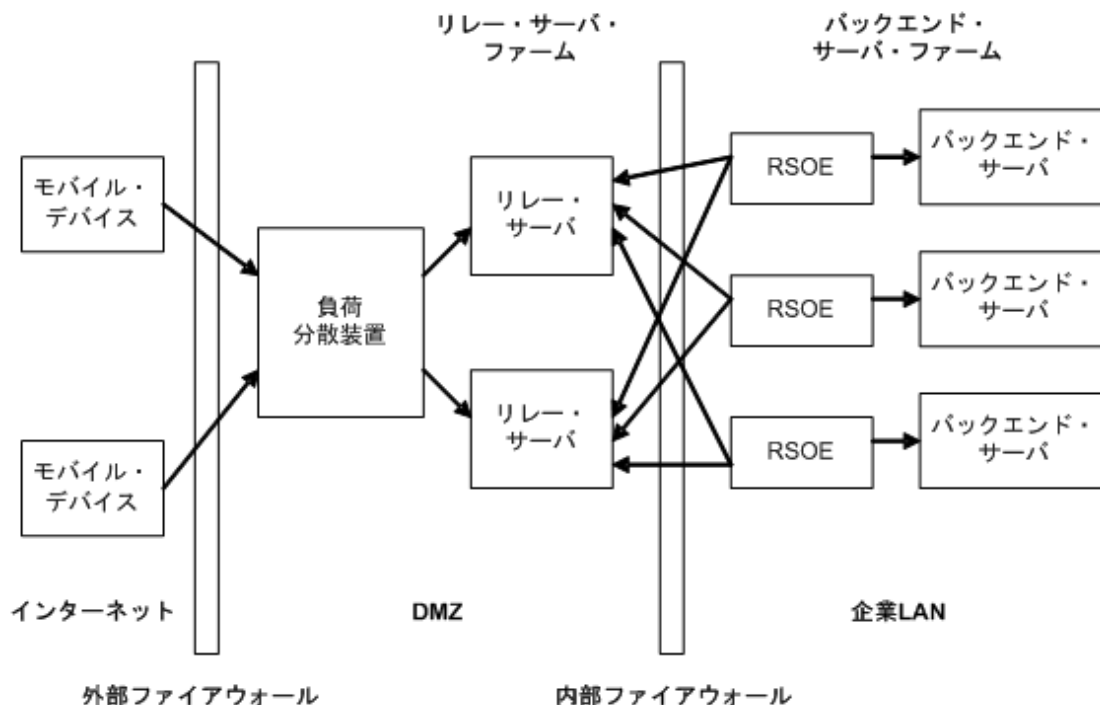 リレー・サーバ・
ファーム
バックエンド・
サーバ・ファーム
モバイル・
デバイス
モバイル・
デバイス
負荷
分散装置
リレー・
サーバ
リレー・
サーバ
RSOE
RSOE
RSOE
バックエンド・
サーバ
バックエンド・
サーバ
バックエンド・
サーバ
インターネット
DMZ
企業LAN
外部ファイアウォール
内部ファイアウォール